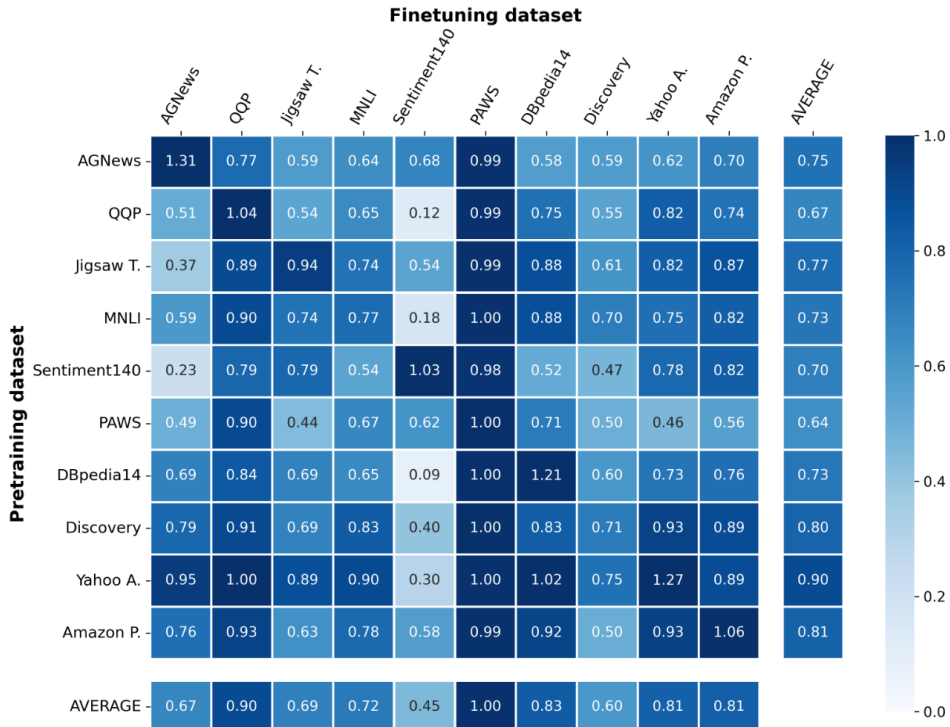 Finetuning dataset
AGNews QQP Jigsaw T. MNLI Sentiment140 PAWS DBpedia14 Discovery Yahoo A. Amazon P. AVERAGE
Pretraining dataset
AGNews 1.31 0.77 0.59 0.64 0.68 0.99 0.58 0.59 0.62 0.70 0.75
QQP 0.51 1.04 0.54 0.65 0.12 0.99 0.75 0.55 0.82 0.74 0.67
Jigsaw T. 0.37 0.89 0.94 0.74 0.54 0.99 0.88 0.61 0.82 0.87 0.77
MNLI 0.59 0.90 0.74 0.77 0.18 1.00 0.88 0.70 0.75 0.82 0.73
Sentiment140 0.23 0.79 0.79 0.54 1.03 0.98 0.52 0.47 0.78 0.82 0.70
PAWS 0.49 0.90 0.44 0.67 0.62 1.00 0.71 0.50 0.46 0.56 0.64
DBpedia14 0.69 0.84 0.69 0.65 0.09 1.00 1.21 0.60 0.73 0.76 0.73
Discovery 0.79 0.91 0.69 0.83 0.40 1.00 0.83 0.71 0.93 0.89 0.80
Yahoo A. 0.95 1.00 0.89 0.90 0.30 1.00 1.02 0.75 1.27 0.89 0.90
Amazon P. 0.76 0.93 0.63 0.78 0.58 0.99 0.92 0.50 0.93 1.06 0.81
AVERAGE 0.67 0.90 0.69 0.72 0.45 1.00 0.83 0.60 0.81 0.81
1.0
0.8
0.6
0.4
0.2
0.0